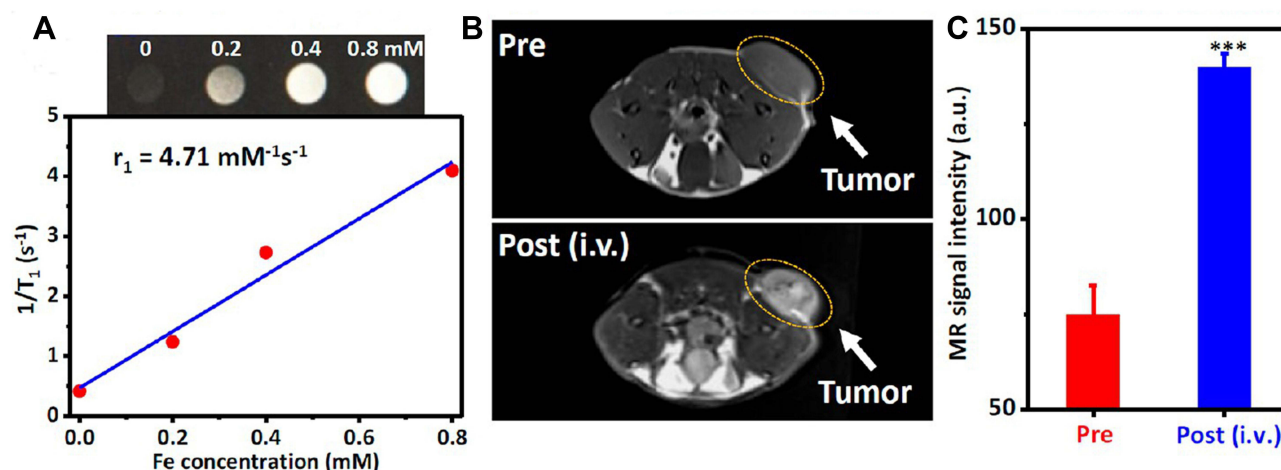 A
0 0.2 0.4 0.8 mM
5
4
3
2
1
0
r₁ = 4.71 mM⁻¹s⁻¹
1/T₁ (s⁻¹)
0.0 0.2 0.4 0.6 0.8
Fe concentration (mM)
B
Pre
Tumor
Post (i.v.)
Tumor
C
150
100
50
***
MR signal intensity (a.u.)
Pre Post (i.v.)